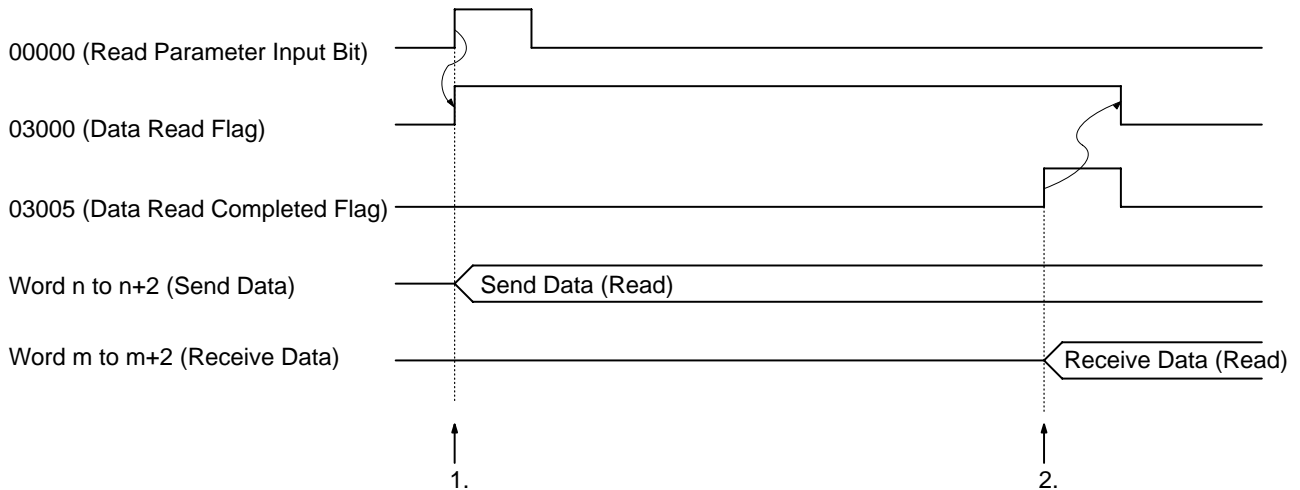 00000 (Read Parameter Input Bit)
03000 (Data Read Flag)
03005 (Data Read Completed Flag)
Word n to n+2 (Send Data)
Send Data (Read)
Word m to m+2 (Receive Data)
Receive Data (Read)
1.
2.